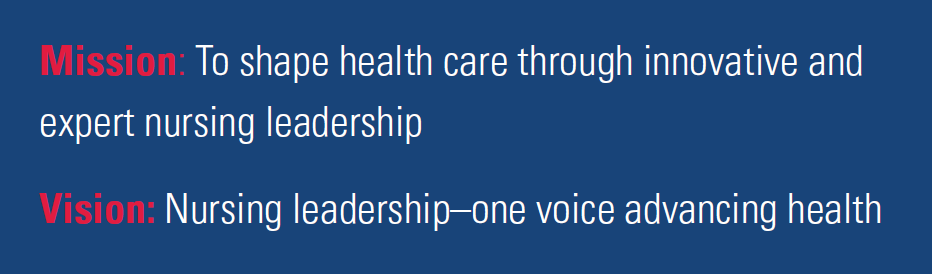 Mission: To shape health care through innovative and
expert nursing leadership
Vision: Nursing leadership–one voice advancing health